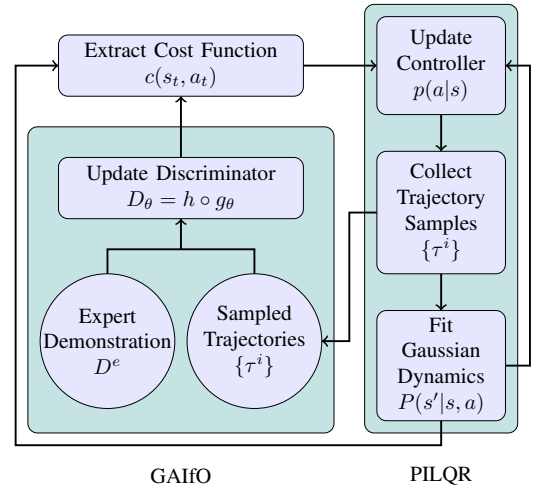 Extract Cost Function
c(s_t, a_t)
Update
Controller
p(a|s)
Update Discriminator
D_θ = h ∘ g_θ
Collect
Trajectory
Samples
{τ^i}
Expert
Demonstration
D^e
Sampled
Trajectories
{τ^i}
Fit
Gaussian
Dynamics
P(s'|s, a)
GAIfO
PILQR